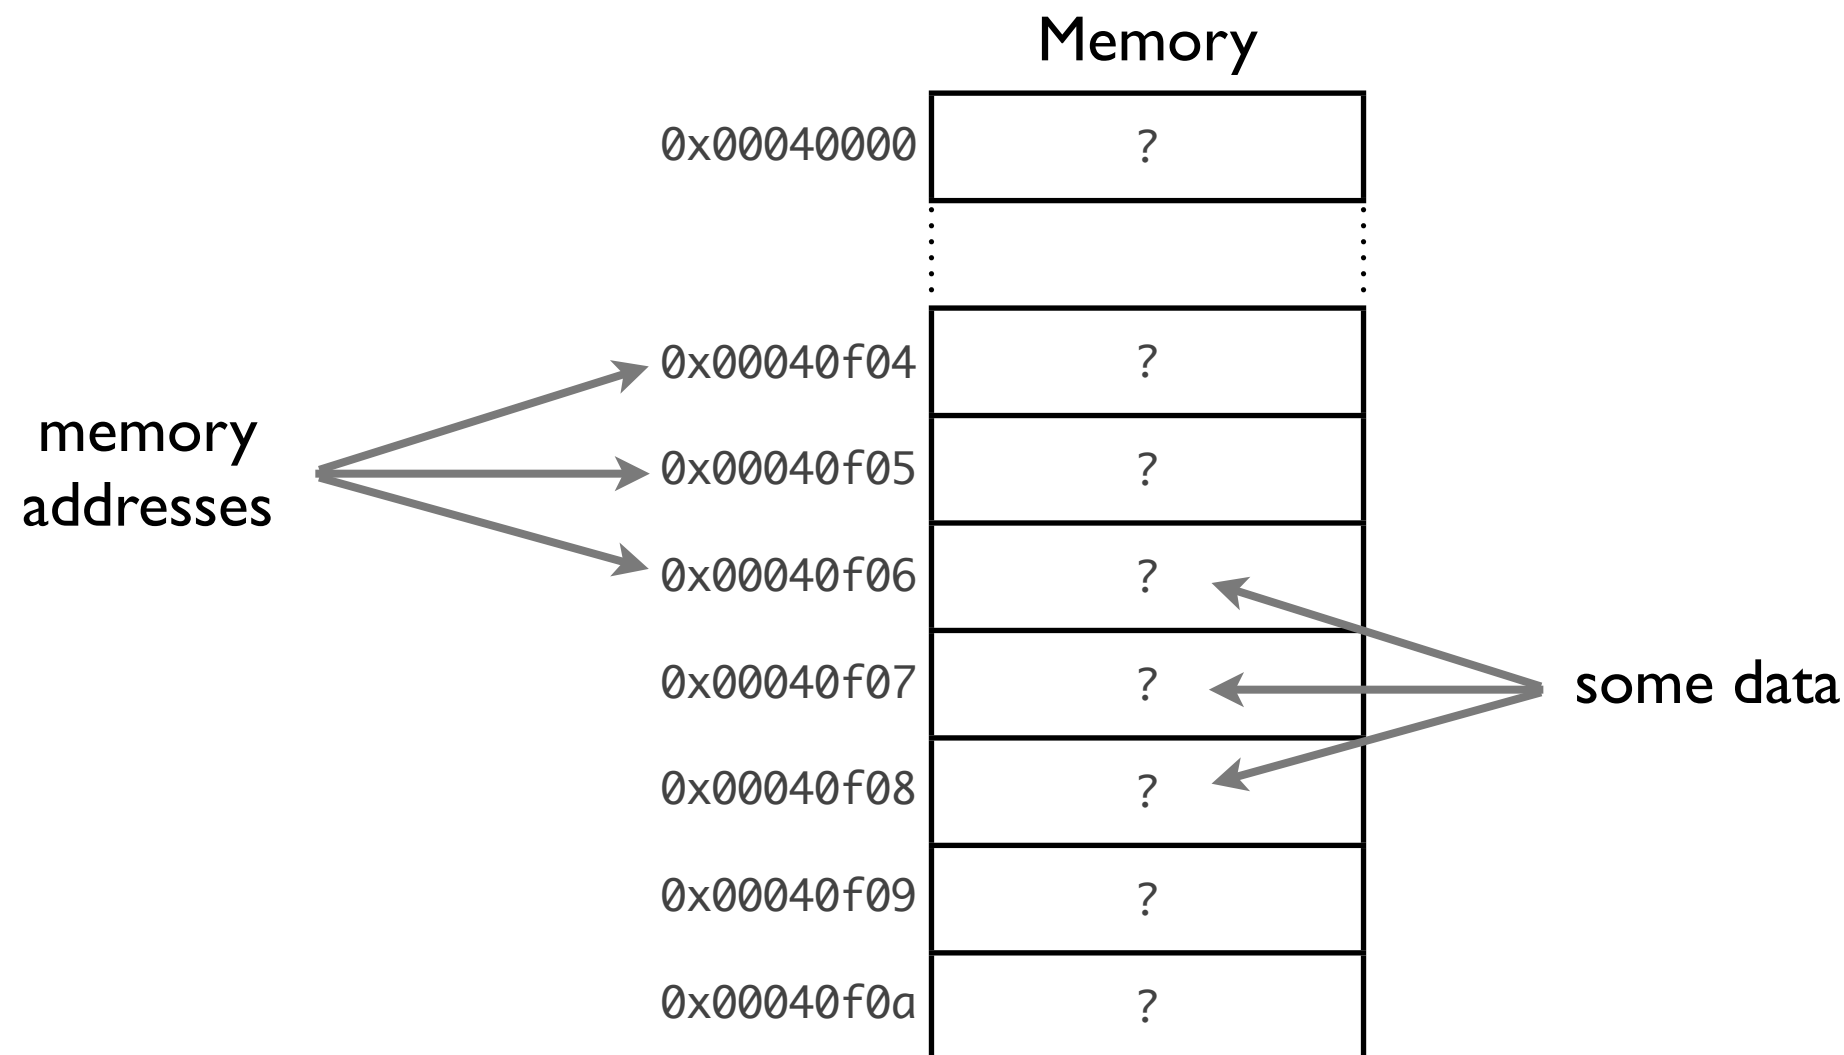 Memory
0x00040000 ?
0x00040f04 ?
memory
addresses
0x00040f05 ?
0x00040f06 ?
0x00040f07 ?
some data
0x00040f08 ?
0x00040f09 ?
0x00040f0a ?